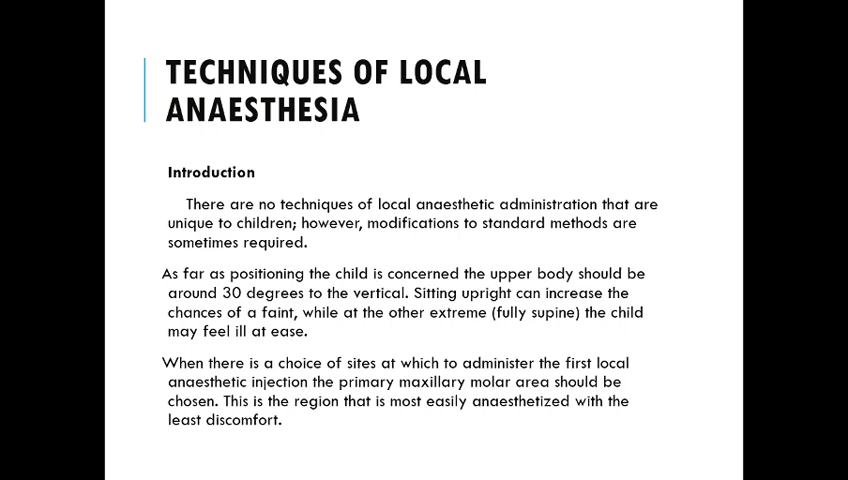 TECHNIQUES OF LOCAL
ANAESTHESIA
Introduction
There are no techniques of local anaesthetic administration that are
unique to children; however, modifications to standard methods are
sometimes required.
As far as positioning the child is concerned the upper body should be
around 30 degrees to the vertical. Sitting upright can increase the
chances of a faint, while at the other extreme (fully supine) the child
may feel ill at ease.
When there is a choice of sites at which to administer the first local
anaesthetic injection the primary maxillary molar area should be
chosen. This is the region that is most easily anaesthetized with the
least discomfort.